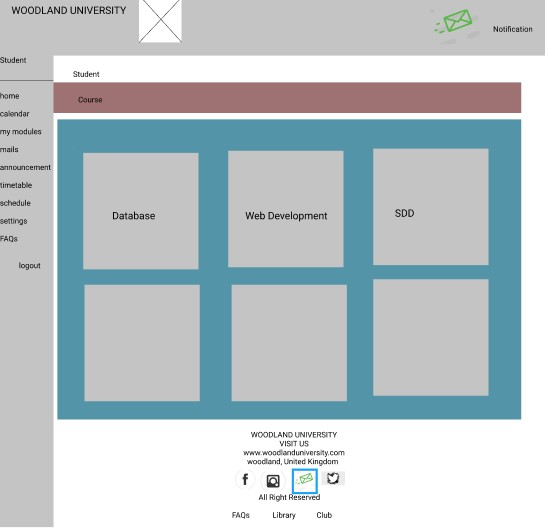 WOODLAND UNIVERSITY
Notification
Student
home
calendar
my modules
mails
announcement
timetable
schedule
settings
FAQs
logout
Student
Course
Database
Web Development
SDD
WOODLAND UNIVERSITY
VISIT US
www.woodlanduniversity.com
woodland, United Kingdom
All Right Reserved
FAQs Library Club